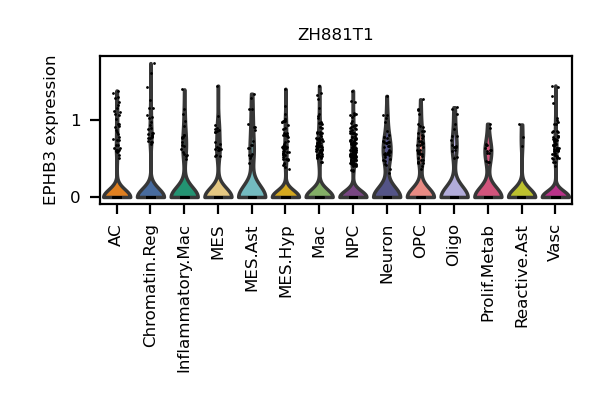 ZH881T1
EPHB3 expression
1
0
AC
Chromatin.Reg
Inflammatory.Mac
MES
MES.Ast
MES.Hyp
Mac
NPC
Neuron
OPC
Oligo
Prolif.Metab
Reactive.Ast
Vasc